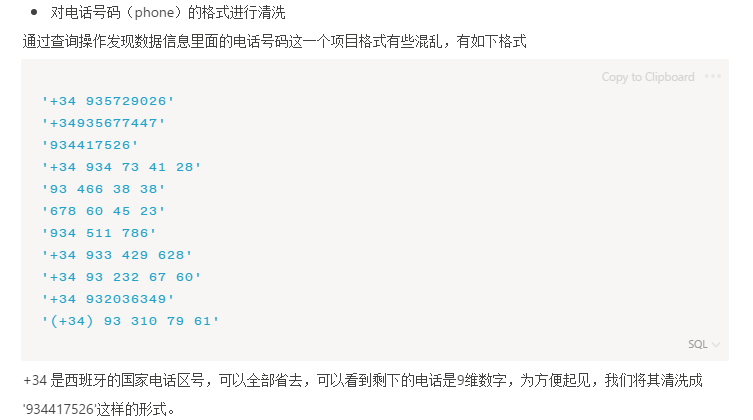 • 对电话号码（phone）的格式进行清洗
通过查询操作发现数据信息里面的电话号码这一个项目格式有些混乱，有如下格式
Copy to Clipboard ···
'+34 935729026'
'+34935677447'
'934417526'
'+34 934 73 41 28'
'93 466 38 38'
'678 60 45 23'
'934 511 786'
'+34 933 429 628'
'+34 93 232 67 60'
'+34 932036349'
'(+34) 93 310 79 61'
SQL
+34 是西班牙的国家电话区号，可以全部省去，可以看到剩下的电话是9维数字，为方便起见，我们将其清洗成
'934417526'这样的形式。